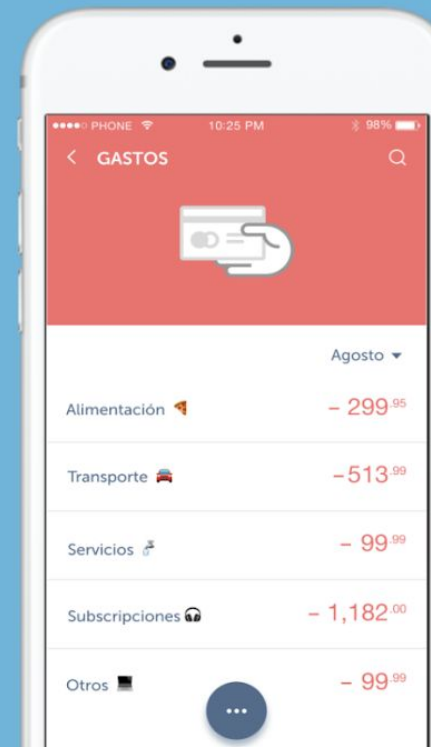 PHONE 10:25 PM 98%
GASTOS
Agosto
Alimentación - 299.95
Transporte -513.99
Servicios - 99.99
Subscripciones - 1,182.00
Otros - 99.99